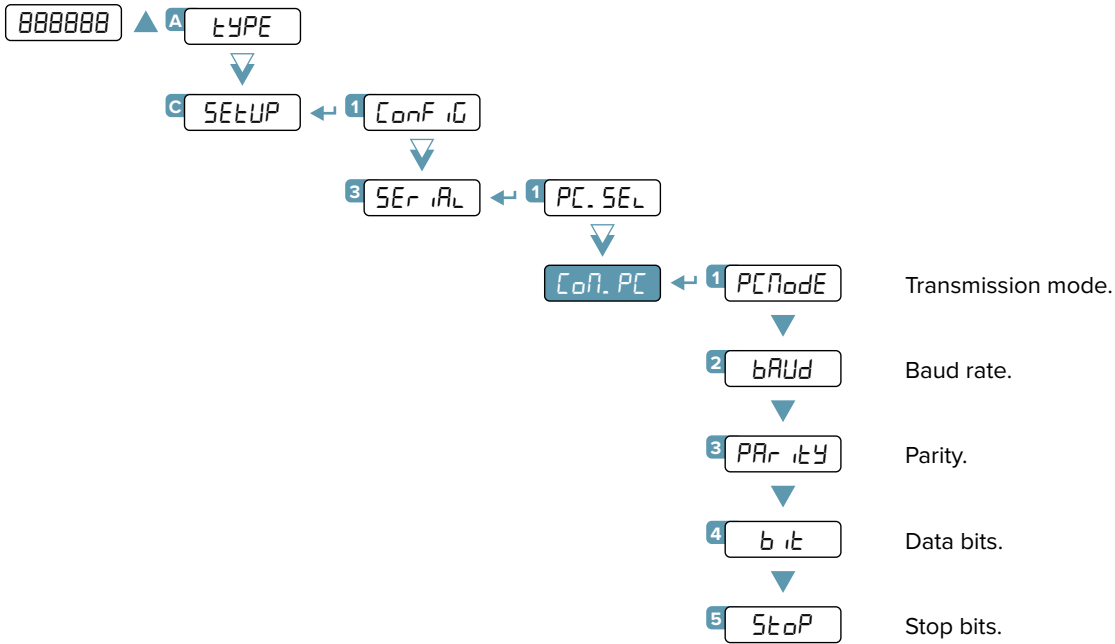 888888 A tYPE
C SEtUP 1 ConFiG
3 SEriAL 1 PC.SEL
CoM.PC 1 PCModE Transmission mode.
2 bAUd Baud rate.
3 PAritY Parity.
4 bit Data bits.
5 StoP Stop bits.